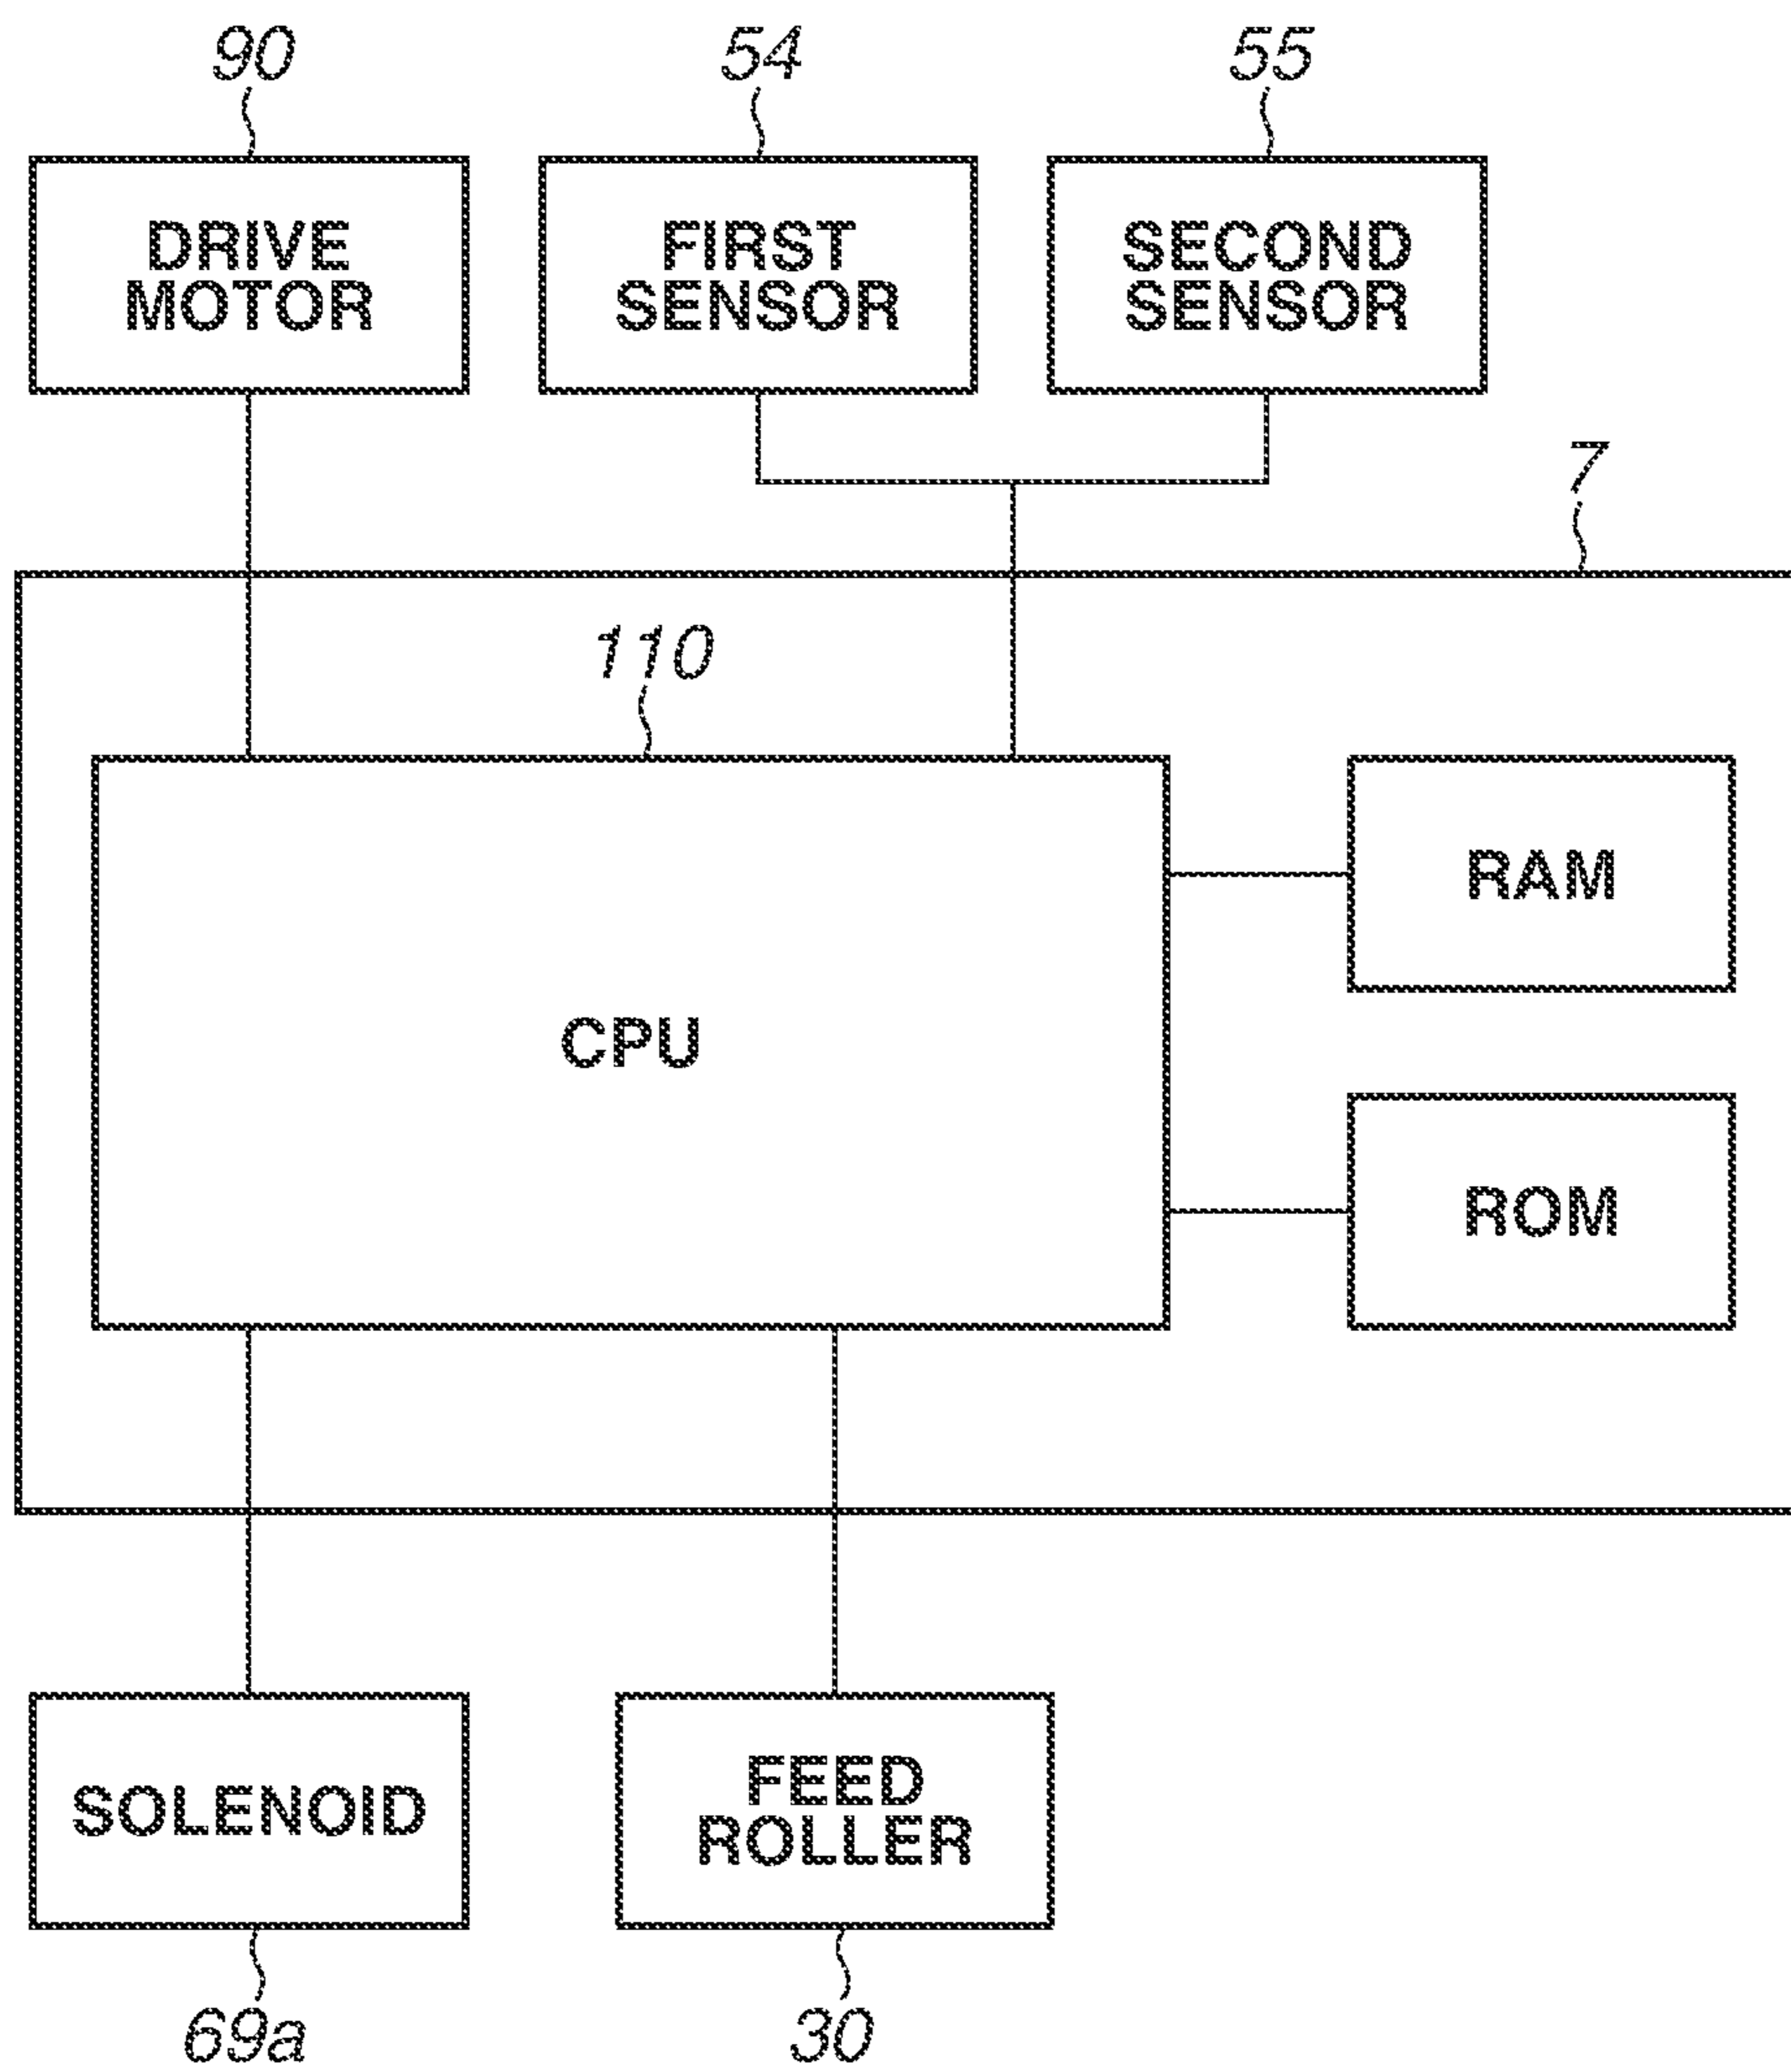 90
54
55
DRIVE
MOTOR
FIRST
SENSOR
SECOND
SENSOR
7
110
CPU
RAM
ROM
SOLENOID
FEED
ROLLER
69a
30